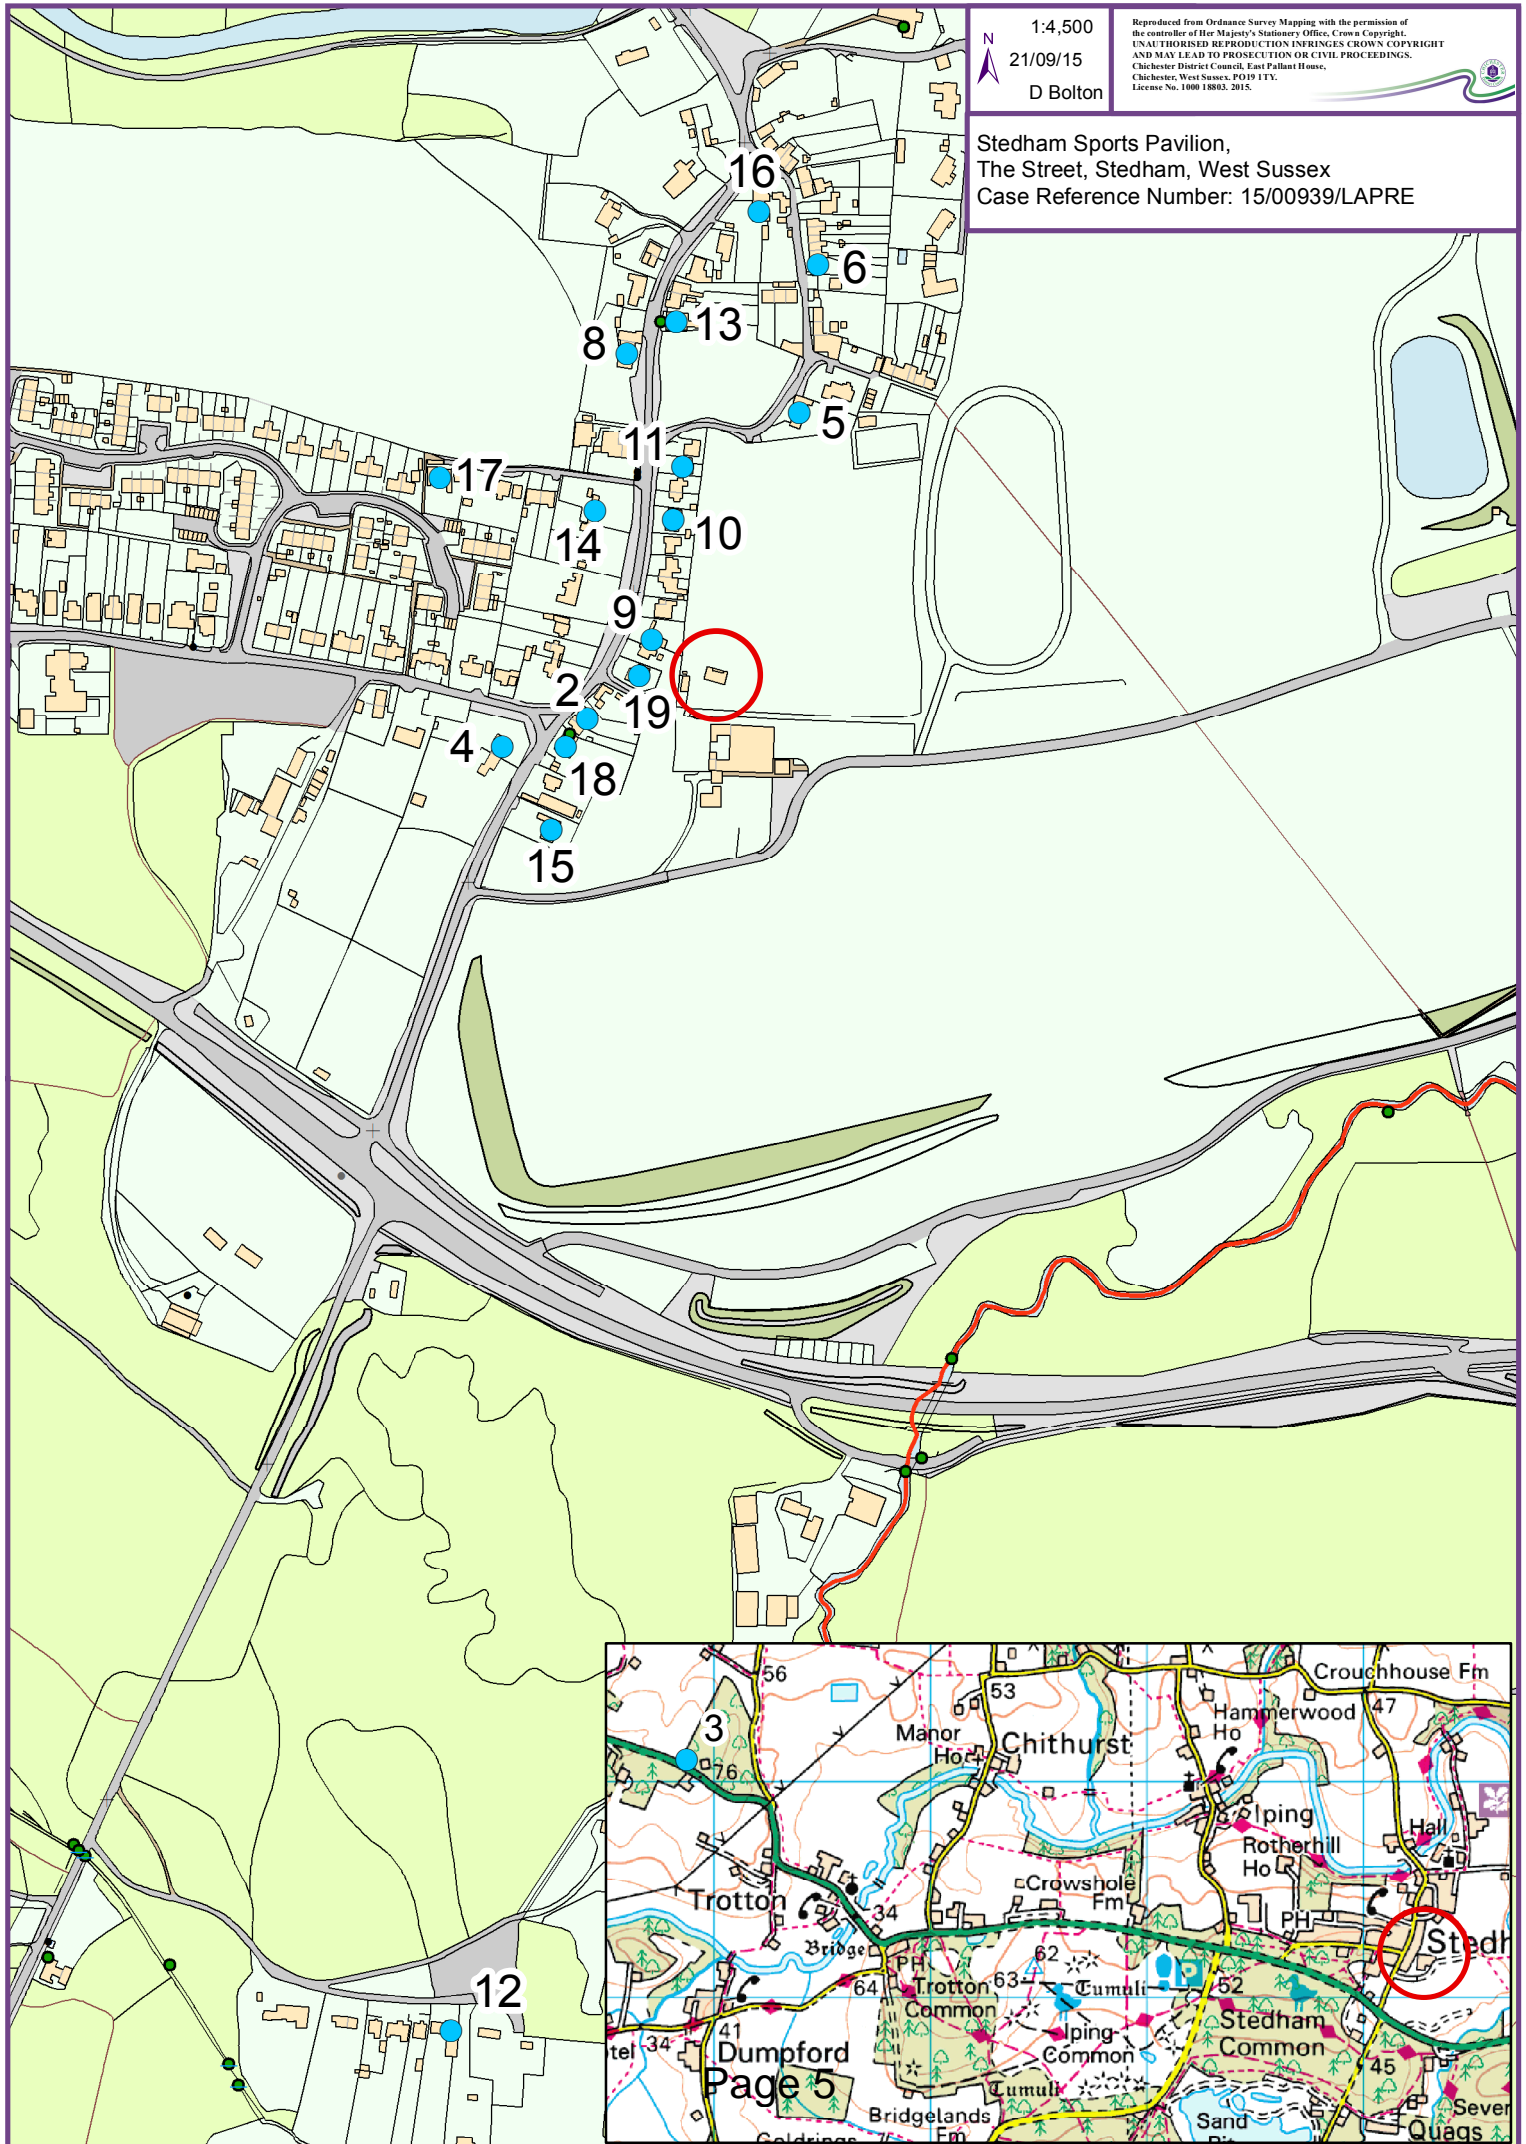 1:4,500
N
21/09/15
D Bolton
Reproduced from Ordnance Survey Mapping with the permission of
the controller of Her Majesty's Stationery Office, Crown Copyright.
UNAUTHORISED REPRODUCTION INFRINGES CROWN COPYRIGHT
AND MAY LEAD TO PROSECUTION OR CIVIL PROCEEDINGS.
Chichester District Council, East Pallant House,
Chichester, West Sussex. PO19 1TY.
License No. 1000 18803. 2015.
Stedham Sports Pavilion,
The Street, Stedham, West Sussex
Case Reference Number: 15/00939/LAPRE
16
6
13
8
5
11
17
10
14
9
2
19
4
18
15
12
3
56
53
Crouchhouse Fm
47
Hammerwood
Ho
Manor
Ho
Chithurst
76
Iping
Rotherhill
Ho
Hall
Trotton
Crowshole
Fm
34
Bridge
PH
PH
Stedh
62
63
Tumuli
64
Trotton
Common
52
Iping
Common
Stedham
Common
tel
34
41
Dumpford
45
Page 5
Tumuli
Bridgelands
Fm
Sand
Pit
Sever
Quags
Goldrings